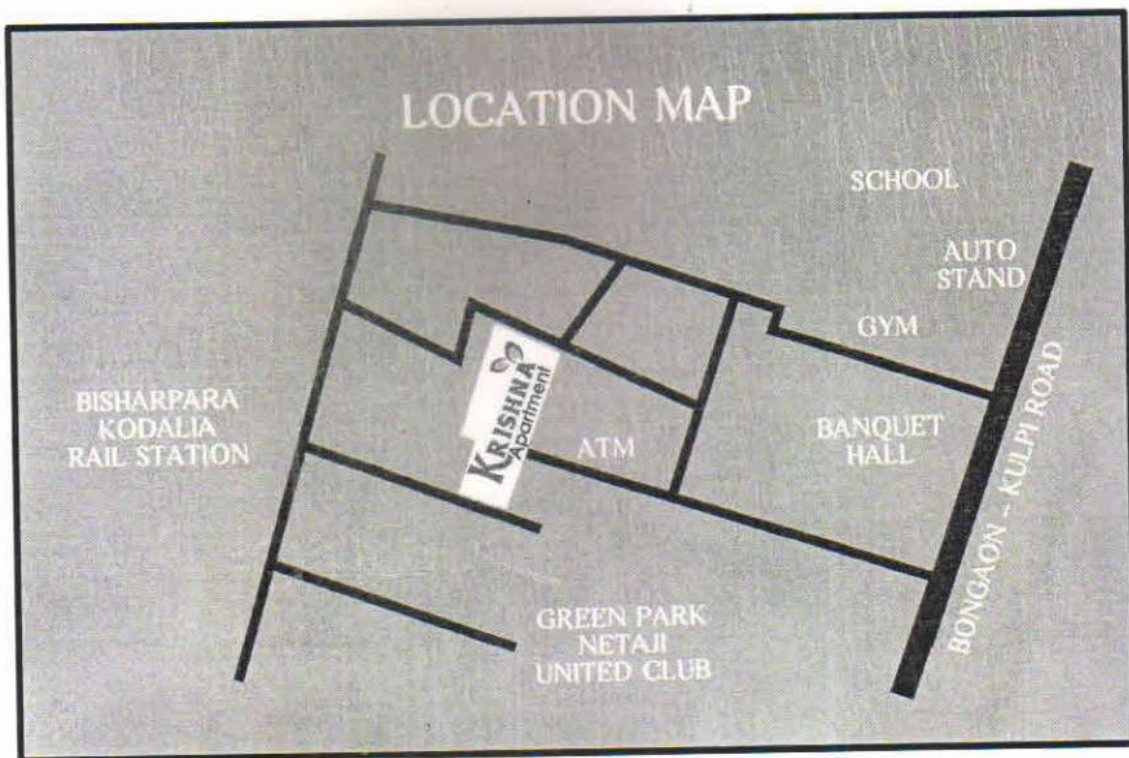 LOCATION MAP
SCHOOL
AUTO
STAND
GYM
BISHARPARA
KODALIA
RAIL STATION
KRISHNA
Apartment
ATM
BANQUET
HALL
BONGAON - KULPI ROAD
GREEN PARK
NETAJI
UNITED CLUB